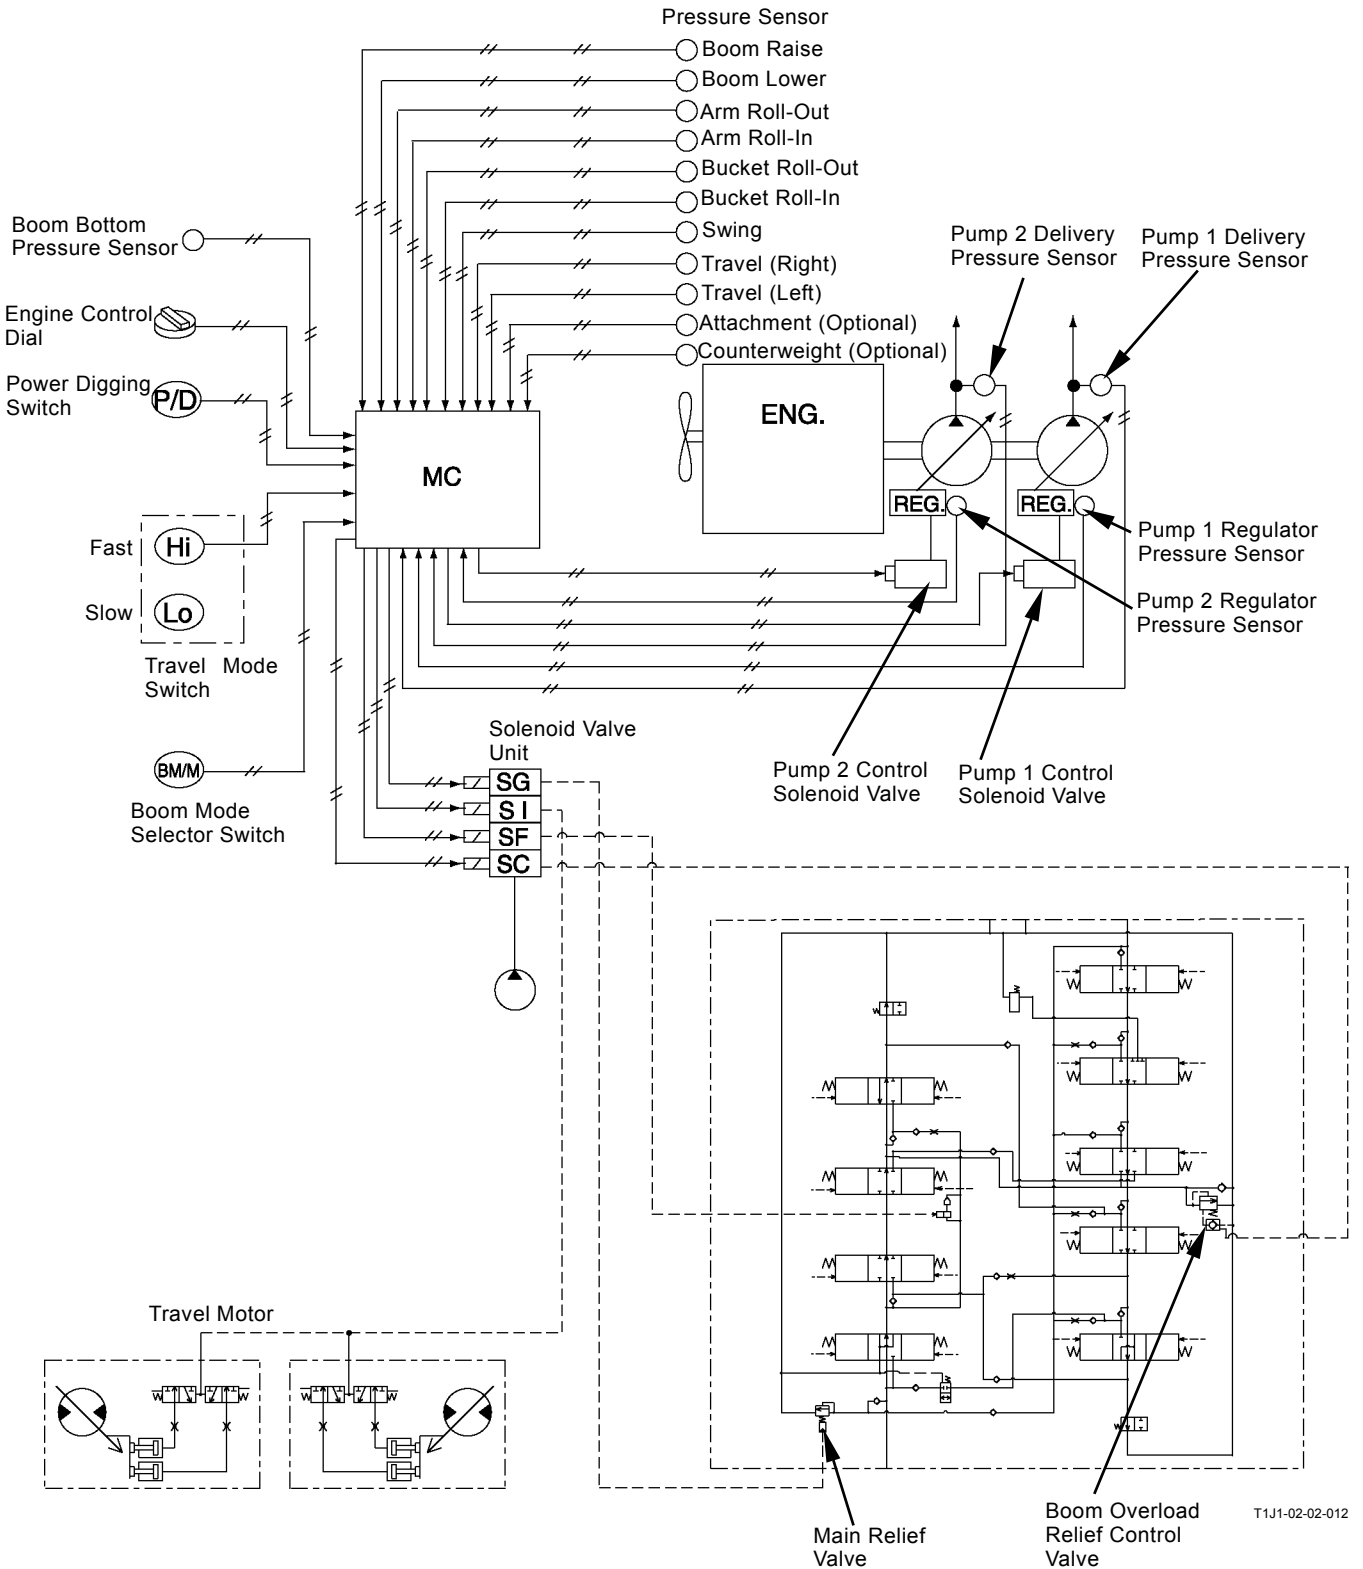 Pressure Sensor
Boom Raise
Boom Lower
Arm Roll-Out
Arm Roll-In
Bucket Roll-Out
Bucket Roll-In
Swing
Travel (Right)
Travel (Left)
Attachment (Optional)
Counterweight (Optional)
Boom Bottom
Pressure Sensor
Engine Control
Dial
Power Digging
Switch
P/D
Fast
Hi
Slow
Lo
Travel Mode
Switch
BM/M
Boom Mode
Selector Switch
MC
ENG.
Pump 2 Delivery
Pressure Sensor
Pump 1 Delivery
Pressure Sensor
REG.
REG.
Pump 1 Regulator
Pressure Sensor
Pump 2 Regulator
Pressure Sensor
Pump 2 Control
Solenoid Valve
Pump 1 Control
Solenoid Valve
Solenoid Valve
Unit
SG
SI
SF
SC
Travel Motor
Main Relief
Valve
Boom Overload
Relief Control
Valve
T1J1-02-02-012